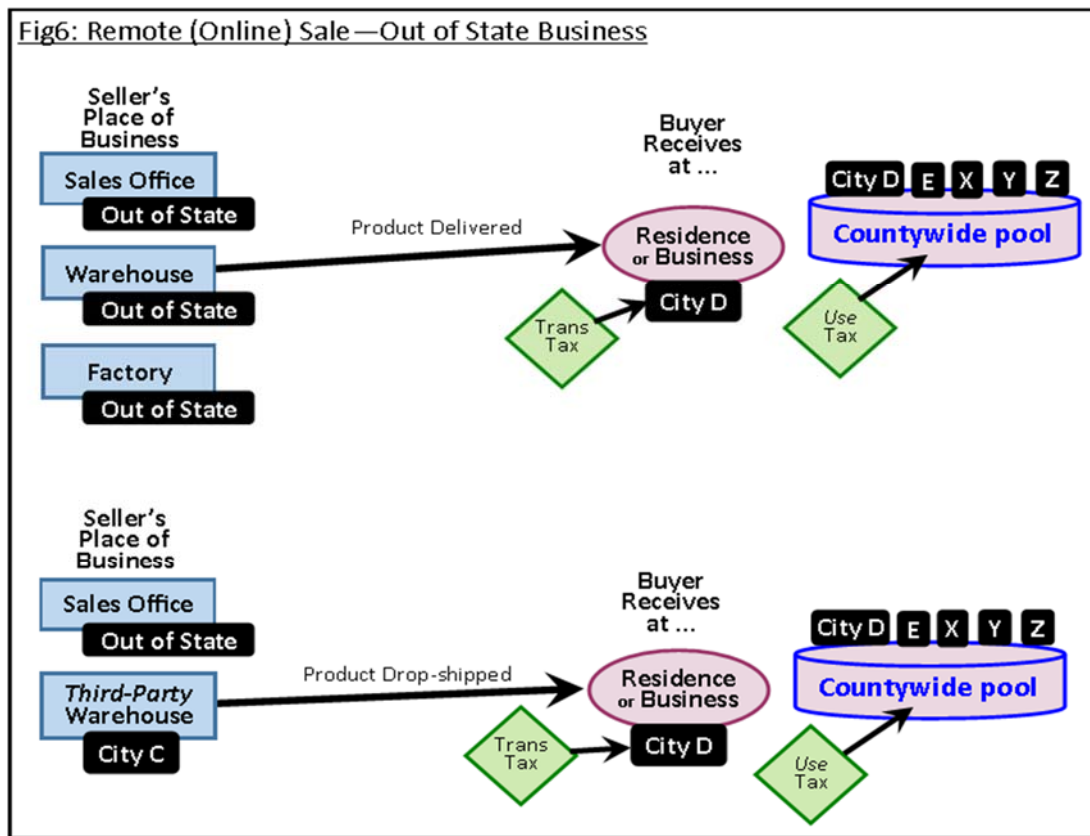 Fig6: Remote (Online) Sale—Out of State Business
Seller's
Place of
Business
Sales Office
Out of State
Warehouse
Out of State
Factory
Out of State
Product Delivered
Buyer
Receives
at ...
Residence
or Business
City D
Trans
Tax
City D E X Y Z
Countywide pool
Use
Tax
Seller's
Place of
Business
Sales Office
Out of State
Third-Party
Warehouse
City C
Product Drop-shipped
Buyer
Receives
at ...
Residence
or Business
City D
Trans
Tax
City D E X Y Z
Countywide pool
Use
Tax